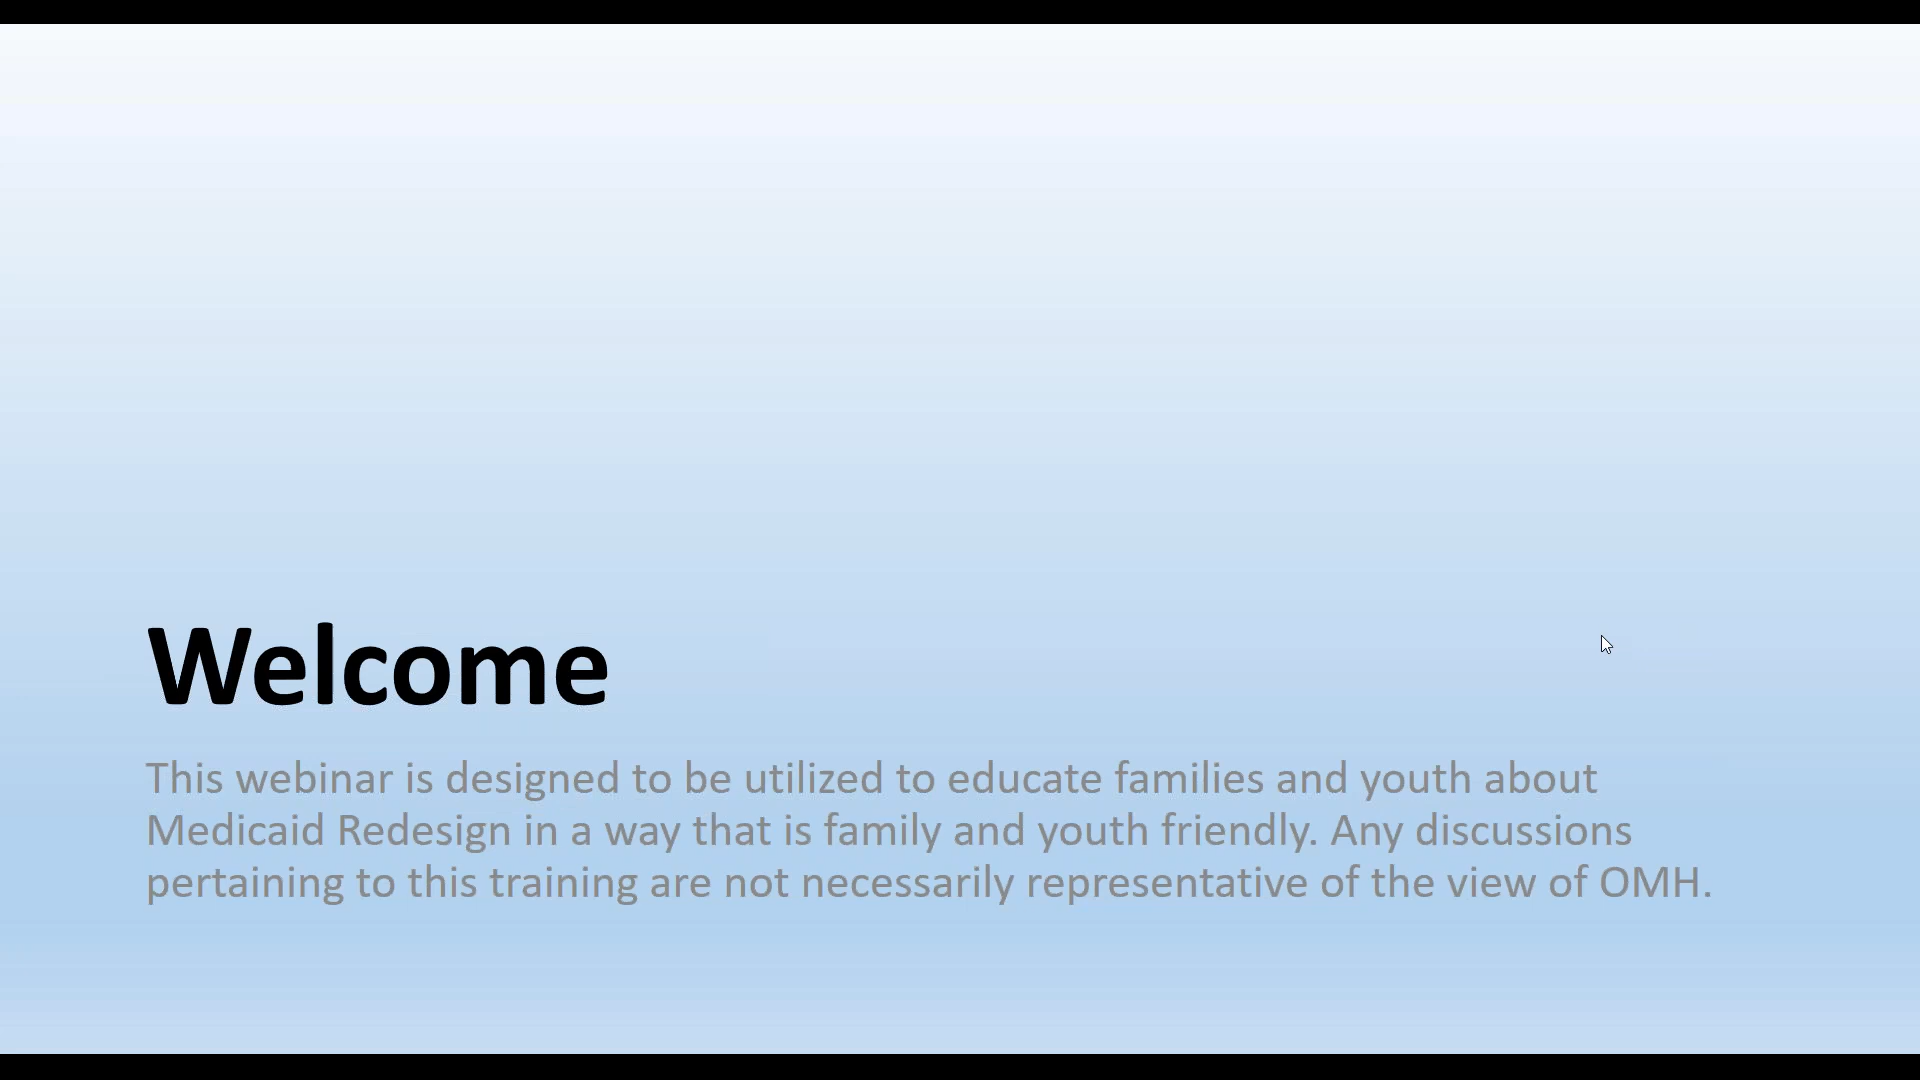 Welcome
This webinar is designed to be utilized to educate families and youth about
Medicaid Redesign in a way that is family and youth friendly. Any discussions
pertaining to this training are not necessarily representative of the view of OMH.